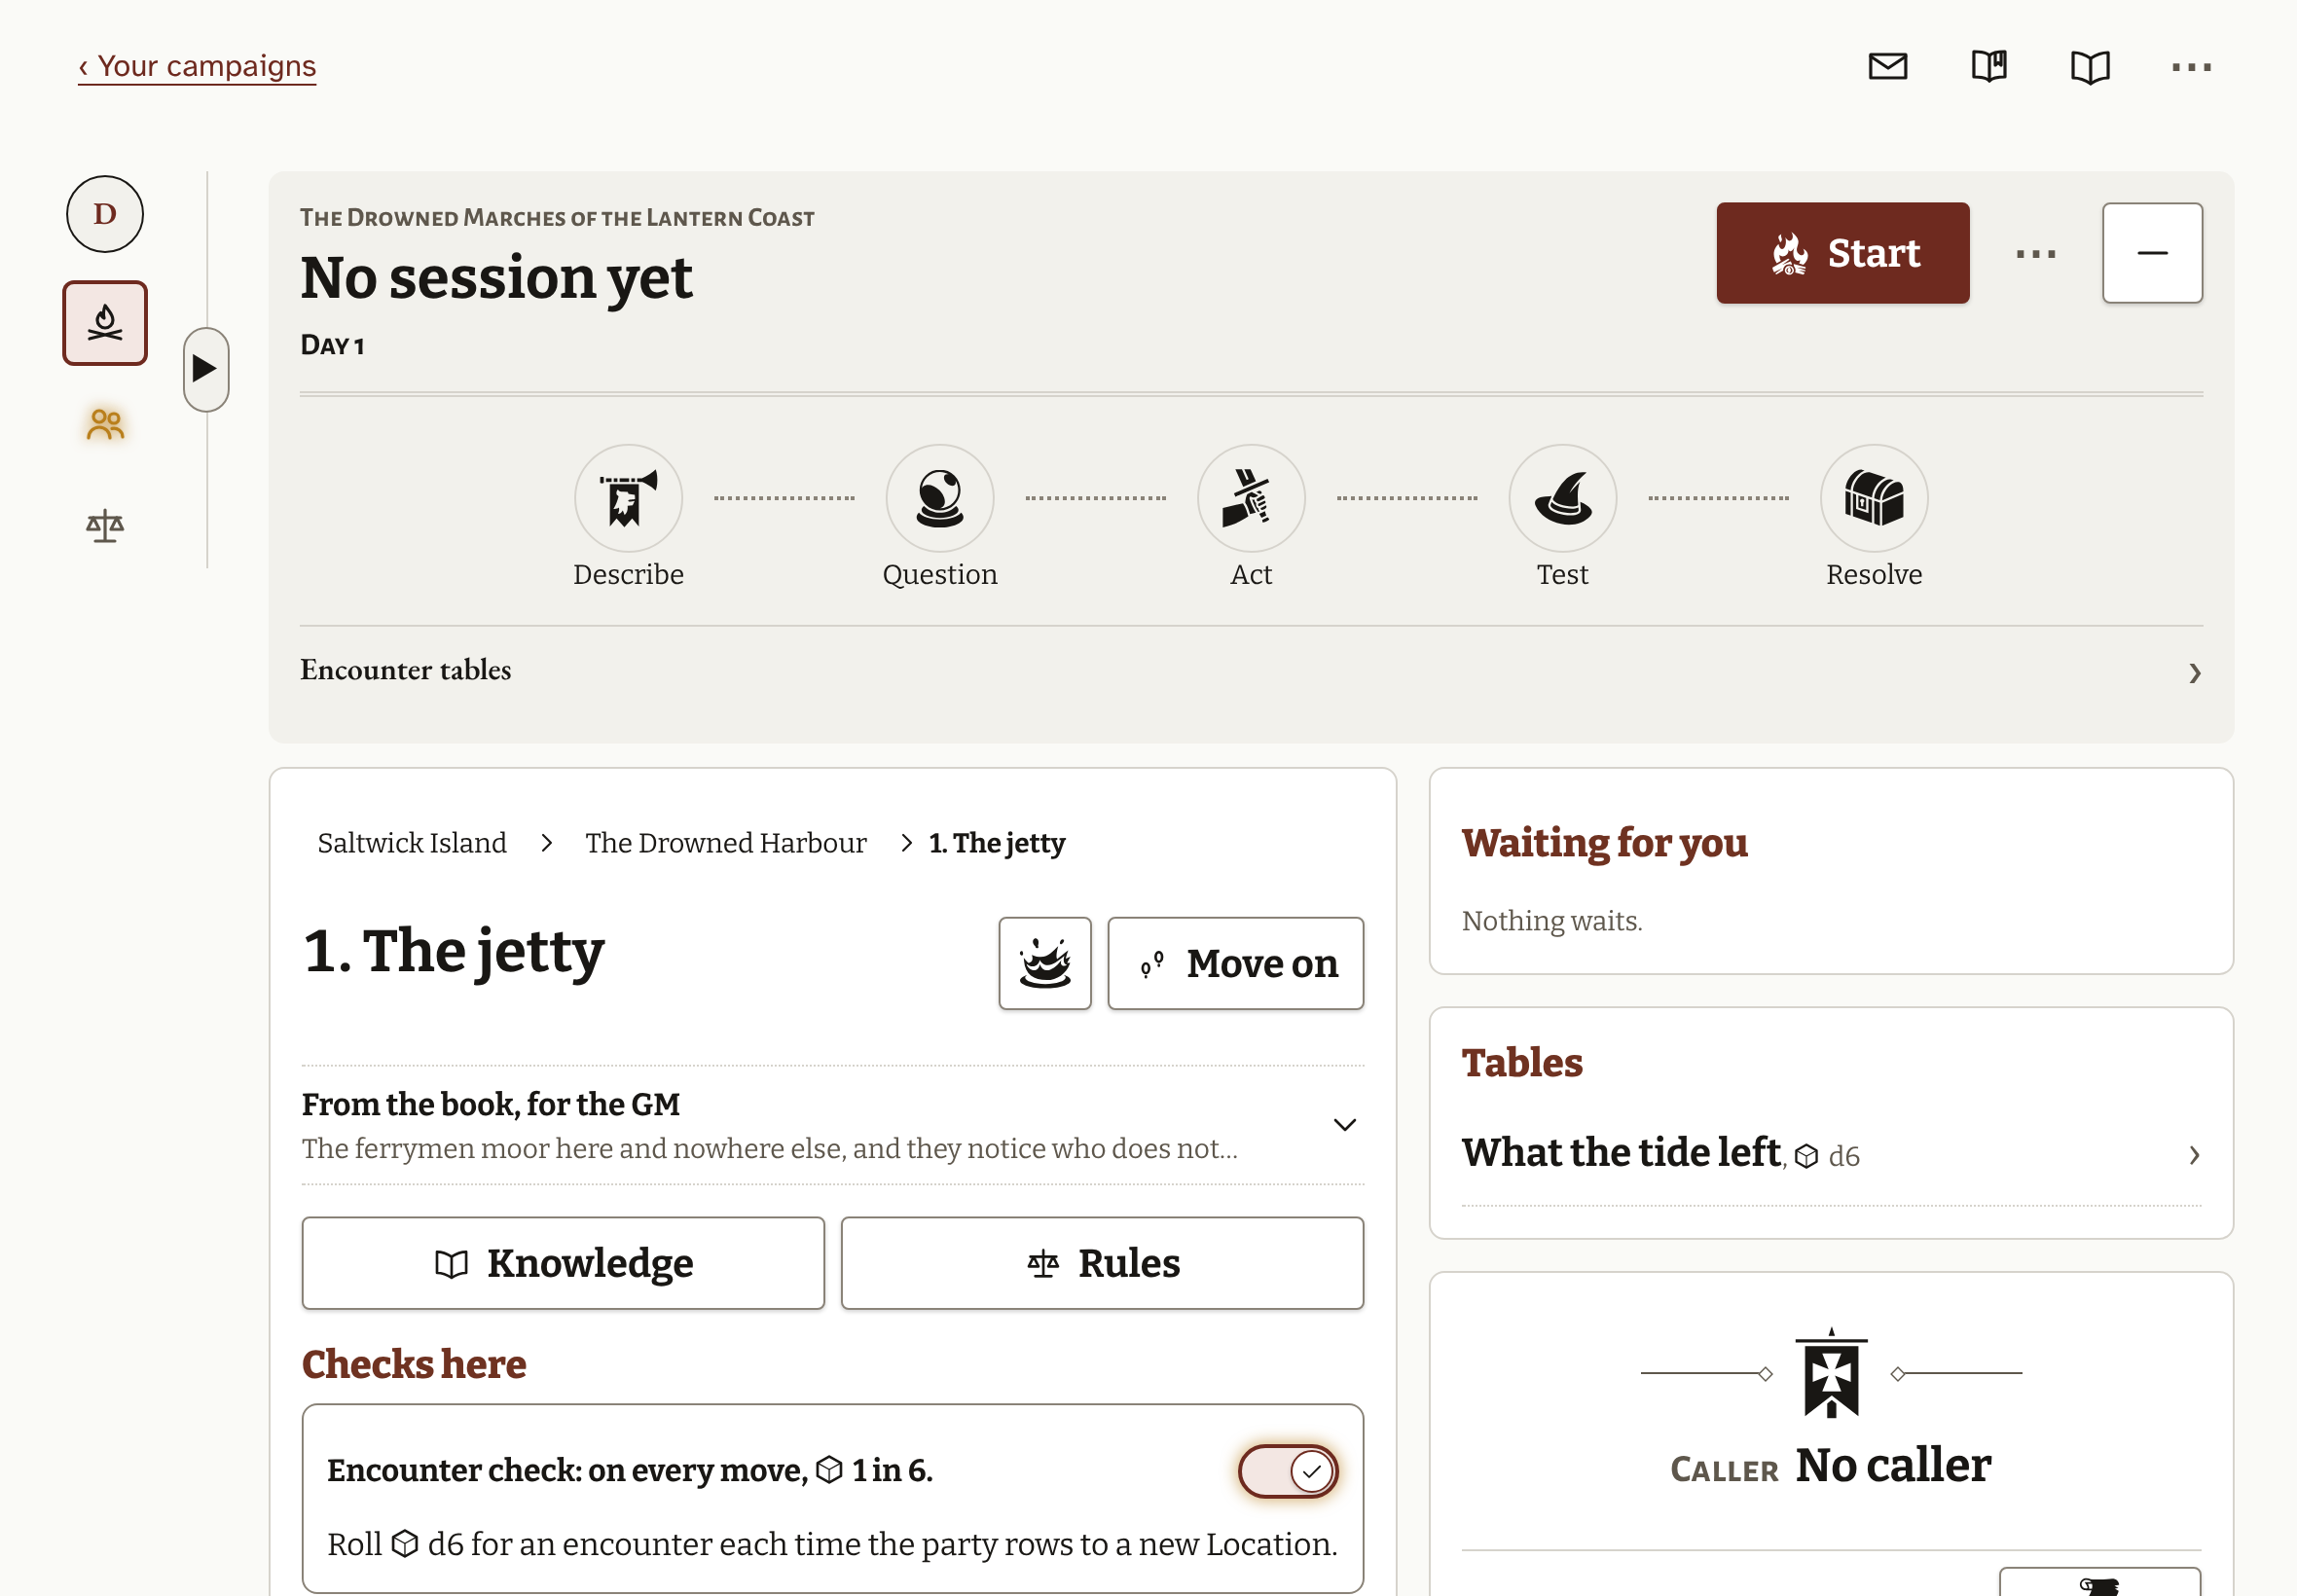 ‹ Your campaigns
D
The Drowned Marches of the Lantern Coast
No session yet
Day 1
Start
Describe
Question
Act
Test
Resolve
Encounter tables
Saltwick Island
The Drowned Harbour
1. The jetty
1. The jetty
Move on
From the book, for the GM
The ferrymen moor here and nowhere else, and they notice who does not...
Knowledge
Rules
Checks here
Encounter check: on every move, 1 in 6.
Roll d6 for an encounter each time the party rows to a new Location.
Waiting for you
Nothing waits.
Tables
What the tide left, d6
Caller No caller